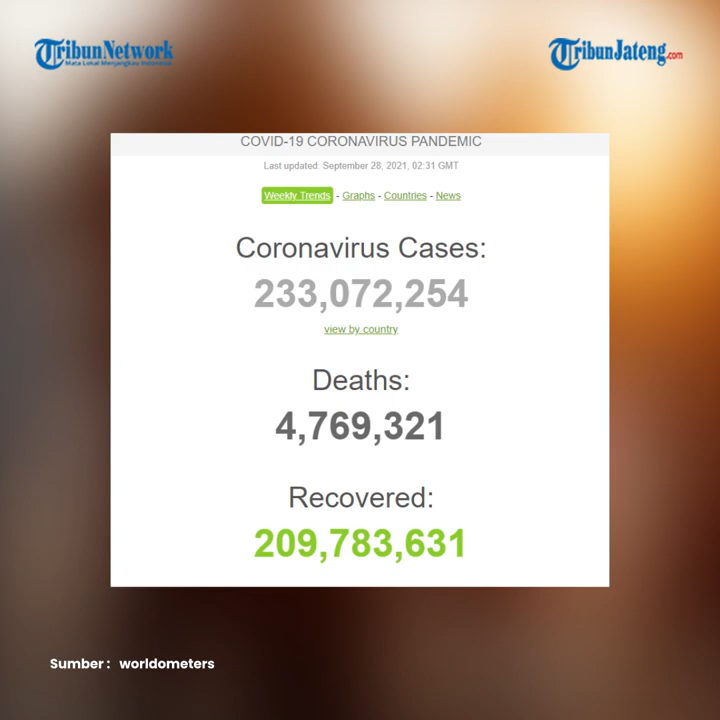 TribunNetwork
Mata Lokal Menjangkau Indonesia
TribunJateng.com
COVID-19 CORONAVIRUS PANDEMIC
Last updated: September 28, 2021, 02:31 GMT
Weekly Trends - Graphs - Countries - News
Coronavirus Cases:
233,072,254
view by country
Deaths:
4,769,321
Recovered:
209,783,631
Sumber : worldometers